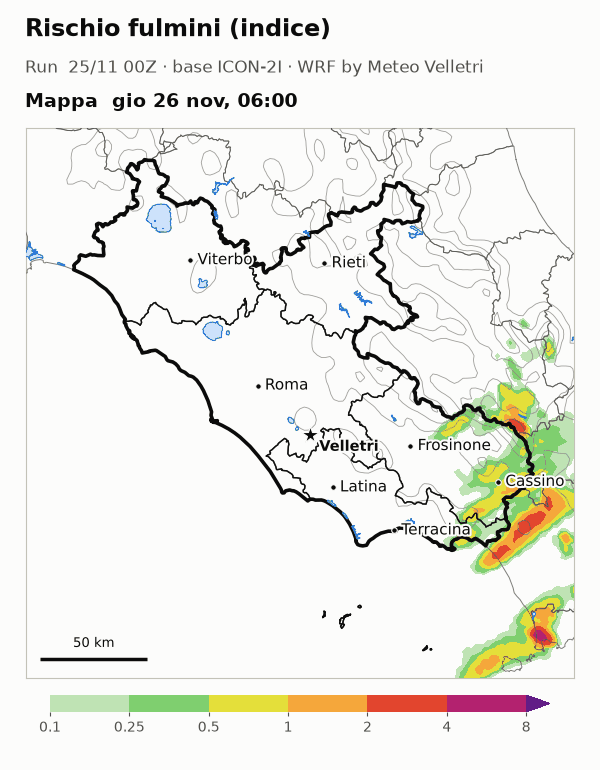 Rischio fulmini (indice)
Run  25/11 00Z · base ICON-2I · WRF by Meteo Velletri
Mappa  gio 26 nov, 06:00
Viterbo
Rieti
Roma
Velletri
Frosinone
Cassino
Latina
Terracina
50 km
0.1 0.25 0.5 1 2 4 8